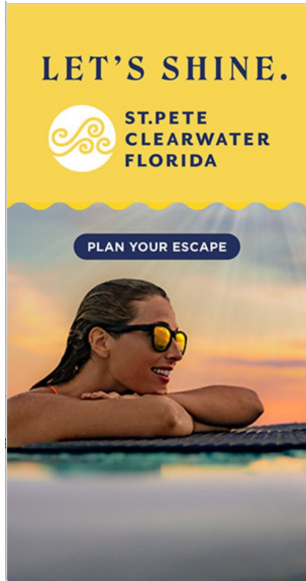 LET'S SHINE.
ST.PETE
CLEARWATER
FLORIDA
PLAN YOUR ESCAPE